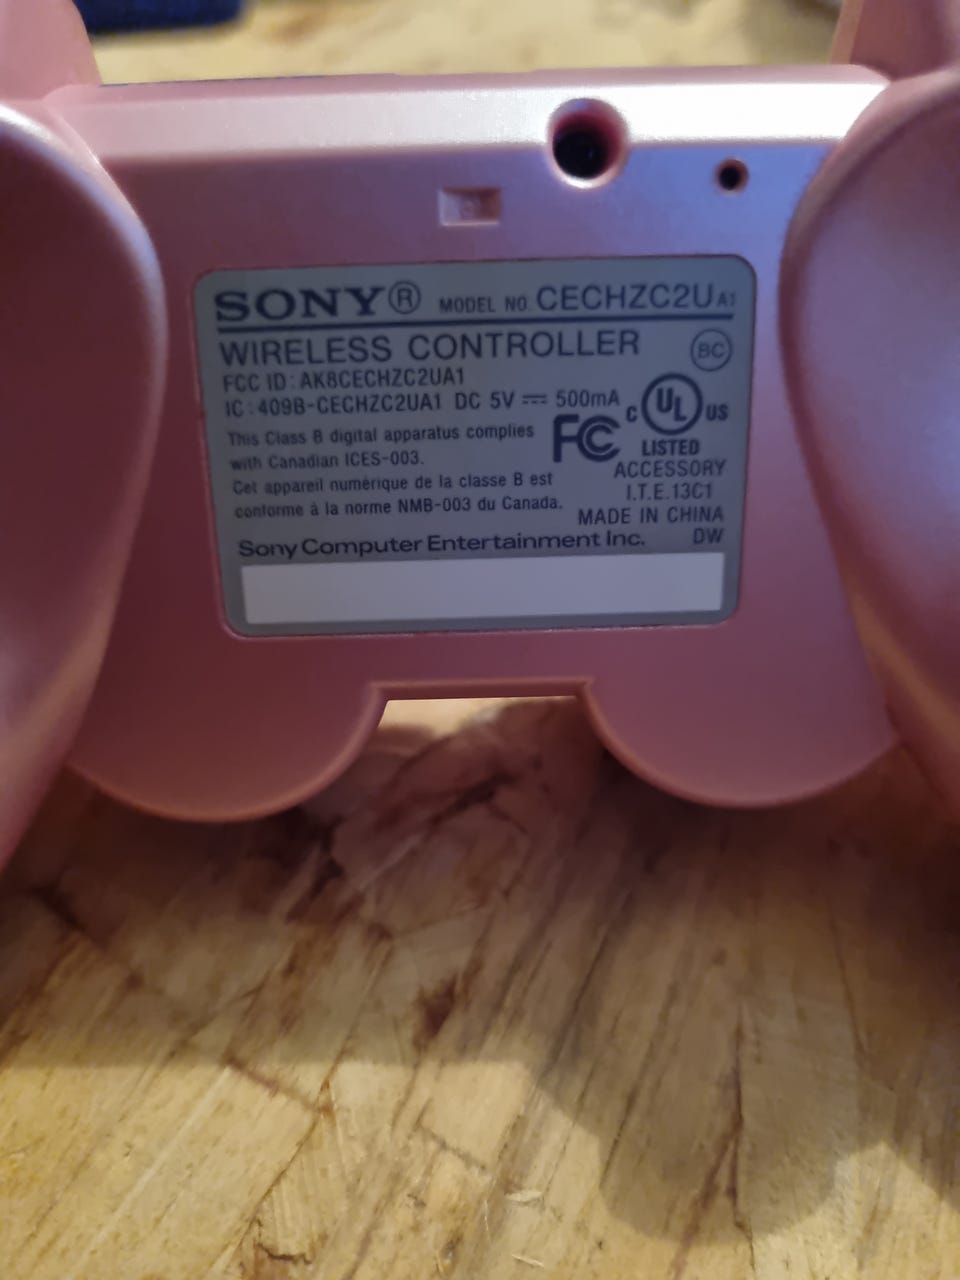 SONY® MODEL NO. CECHZC2U A1
WIRELESS CONTROLLER BC
FCC ID: AK8CECHZC2UA1
IC: 409B-CECHZC2UA1 DC 5V ⎓ 500mA
C UL US
LISTED
FC
This Class B digital apparatus complies
with Canadian ICES-003.
ACCESSORY
I.T.E.13C1
Cet appareil numérique de la classe B est
conforme à la norme NMB-003 du Canada.
MADE IN CHINA
Sony Computer Entertainment Inc. DW